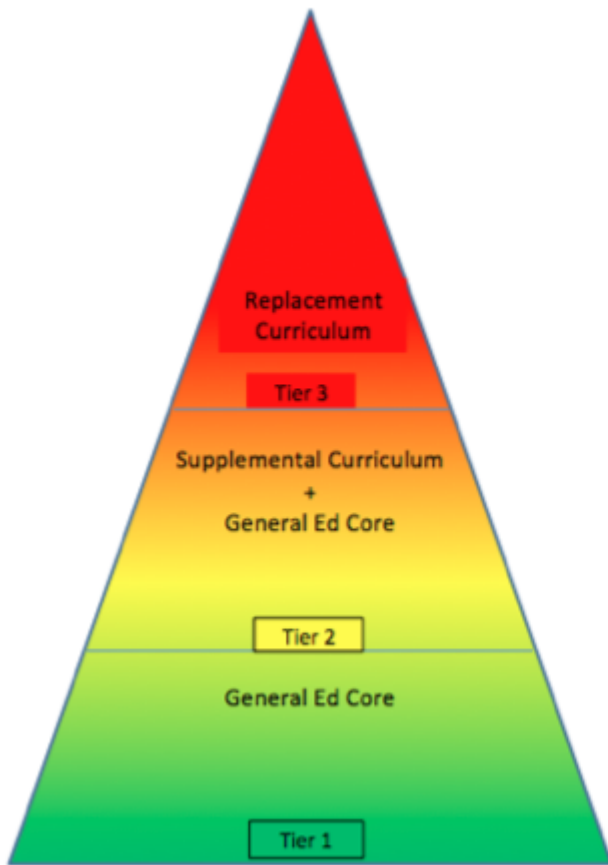 Replacement
Curriculum
Tier 3
Supplemental Curriculum
+
General Ed Core
Tier 2
General Ed Core
Tier 1